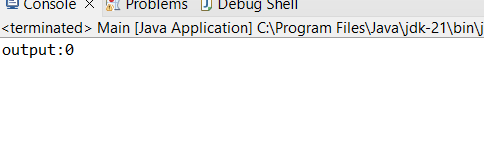 Console × Problems Debug Shell
<terminated> Main [Java Application] C:\Program Files\Java\jdk-21\bin\j
output:0